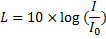 L = 10 × log (I/I₀)